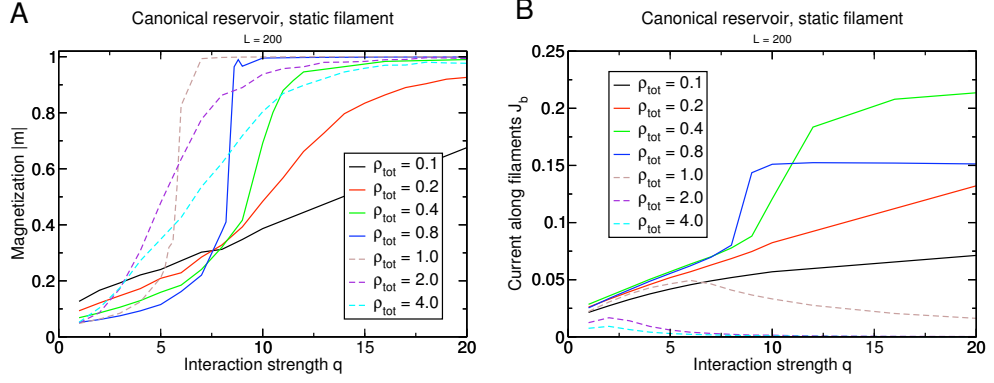 A
Canonical reservoir, static filament
L = 200
Magnetization |m|
1
0.8
0.6
0.4
0.2
0
0
5
10
15
20
Interaction strength q
ρtot = 0.1
ρtot = 0.2
ρtot = 0.4
ρtot = 0.8
ρtot = 1.0
ρtot = 2.0
ρtot = 4.0
B
Canonical reservoir, static filament
L = 200
Current along filaments J_b
0.25
0.2
0.15
0.1
0.05
0
0
5
10
15
20
Interaction strength q
ρtot = 0.1
ρtot = 0.2
ρtot = 0.4
ρtot = 0.8
ρtot = 1.0
ρtot = 2.0
ρtot = 4.0